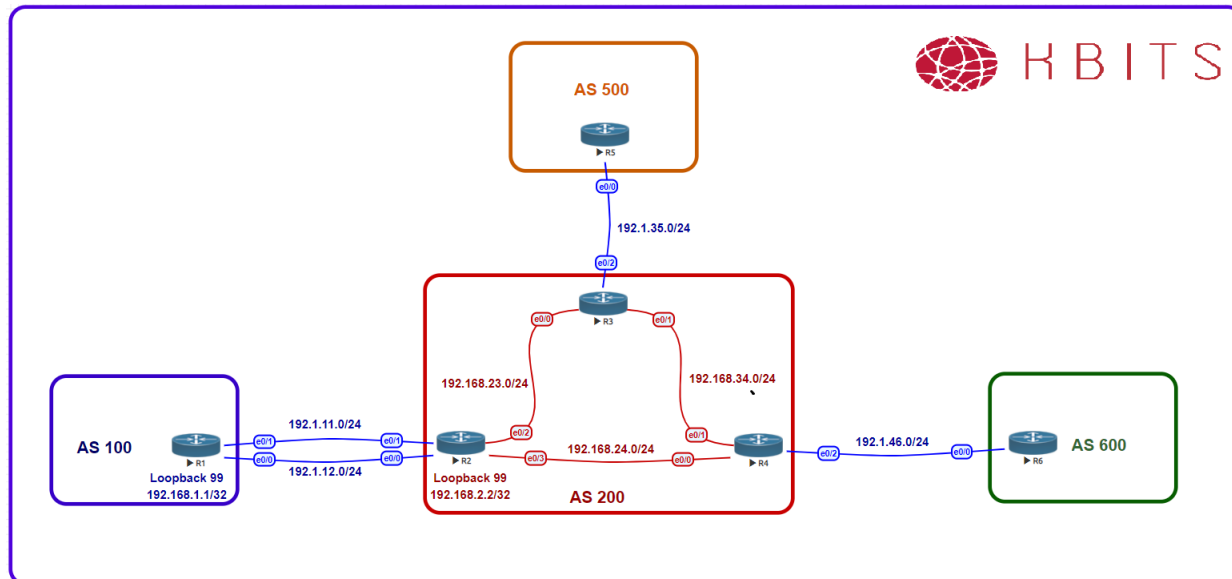 KBITS
AS 500
R5
e0/0
192.1.35.0/24
e0/2
R3
e0/0
e0/1
192.168.23.0/24
192.168.34.0/24
AS 100
192.1.11.0/24
e0/1
e0/1
e0/2
e0/1
192.168.24.0/24
192.1.46.0/24
AS 600
R1
e0/0
192.1.12.0/24
e0/0
R2
e0/3
e0/0
R4
e0/2
e0/0
R6
Loopback 99
192.168.1.1/32
Loopback 99
192.168.2.2/32
AS 200